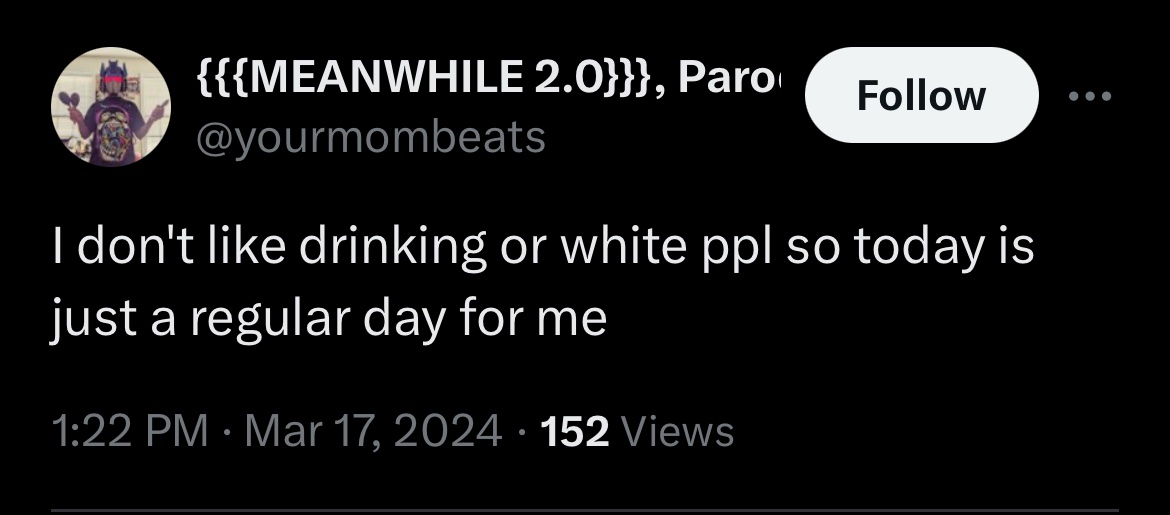 {{{MEANWHILE 2.0}}}, Paro
Follow
@yourmombeats
I don't like drinking or white ppl so today is
just a regular day for me
1:22 PM · Mar 17, 2024 · 152 Views